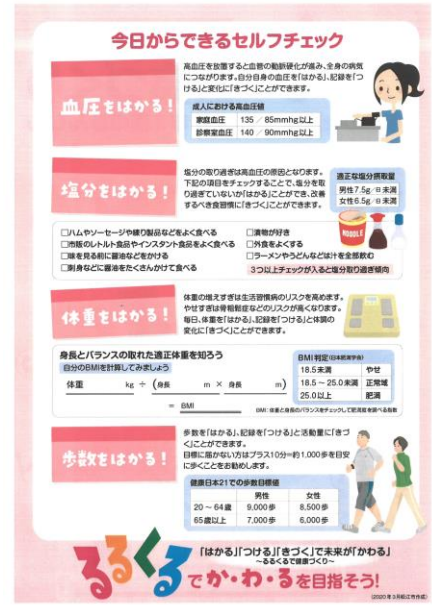 今日からできるセルフチェック
血圧をはかる！
高血圧を放置すると血管の動脈硬化が進み、全身の病気
につながります。自分自身の血圧を「はかる」、記録を「つ
ける」と変化に「きづく」ことができます。
成人における高血圧値
家庭血圧 135 ／ 85mmhg以上
診察室血圧 140 ／ 90mmhg以上
塩分をはかる！
塩分の取り過ぎは高血圧の原因となります。
下記の項目をチェックすることで、塩分を取
り過ぎていないか「はかる」ことができ、改善
するべき食習慣に「きづく」ことができます。
適正な塩分摂取量
男性7.5g／日 未満
女性6.5g／日 未満
NOODLE
□ハムやソーセージや練り製品などをよく食べる
□市販のレトルト食品やインスタント食品をよく食べる
□味を見る前に醤油などをかける
□刺身などに醤油をたくさんかけて食べる
□漬物が好き
□外食をよくする
□ラーメンやうどんなどは汁を全部飲む
3つ以上チェックが入ると塩分取り過ぎ傾向
体重をはかる！
体重の増えすぎは生活習慣病のリスクを高めます。
やせすぎは骨粗鬆症などのリスクが高くなります。
毎日、体重を「はかる」、記録を「つける」と体調の
変化に「きづく」ことができます。
身長とバランスの取れた適正体重を知ろう
自分のBMIを計算してみましょう
体重 kg ÷ (身長 m × 身長 m)
= BMI
BMI判定(日本肥満学会)
18.5未満 やせ
18.5～25.0未満 正常域
25.0以上 肥満
BMI：体重と身長のバランスをチェックして肥満度を調べる指数
歩数をはかる！
歩数を「はかる」、記録を「つける」と活動量に「きづ
く」ことができます。
目標に届かない方はプラス10分＝約1,000歩を目安
に歩くことをお勧めします。
健康日本21での歩数目標値
男性 女性
20～64歳 9,000歩 8,500歩
65歳以上 7,000歩 6,000歩
るるくる
「はかる」「つける」「きづく」で未来が「かわる」
～るるくるで健康づくり～
でか・わ・るを目指そう！